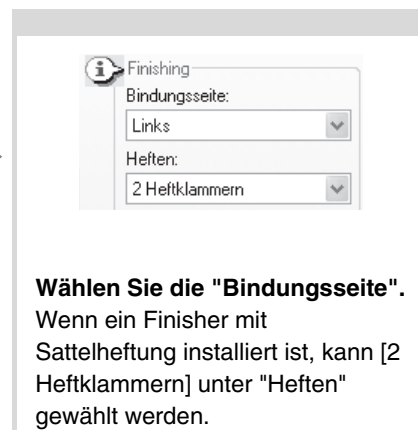 Finishing
Bindungsseite:
Links
Heften:
2 Heftklammern
Wählen Sie die "Bindungsseite".
Wenn ein Finisher mit
Sattelheftung installiert ist, kann [2
Heftklammern] unter "Heften"
gewählt werden.